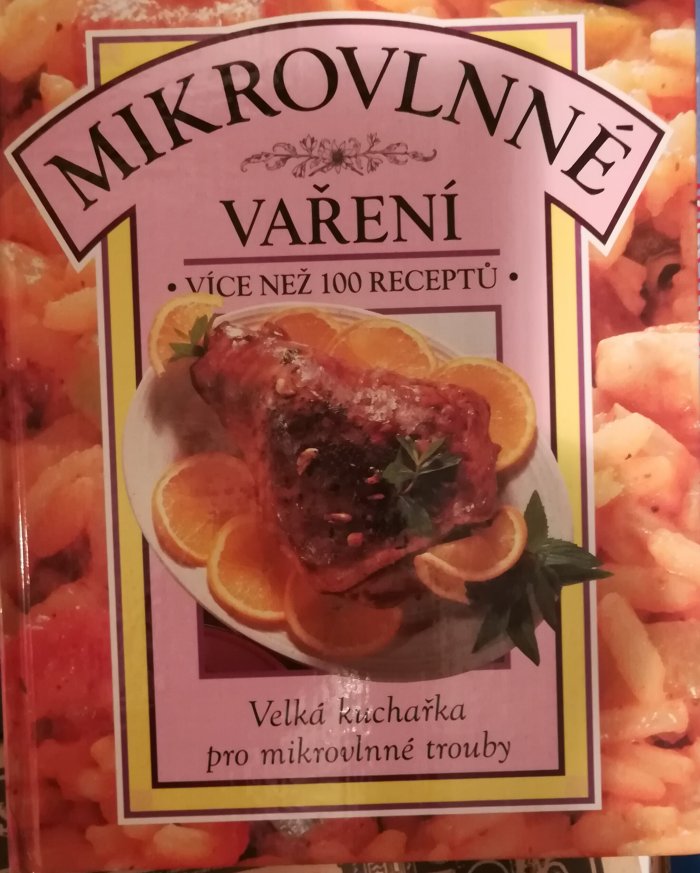 MIKROVLNNÉ
VAŘENÍ
• VÍCE NEŽ 100 RECEPTŮ •
Velká kuchařka
pro mikrovlnné trouby